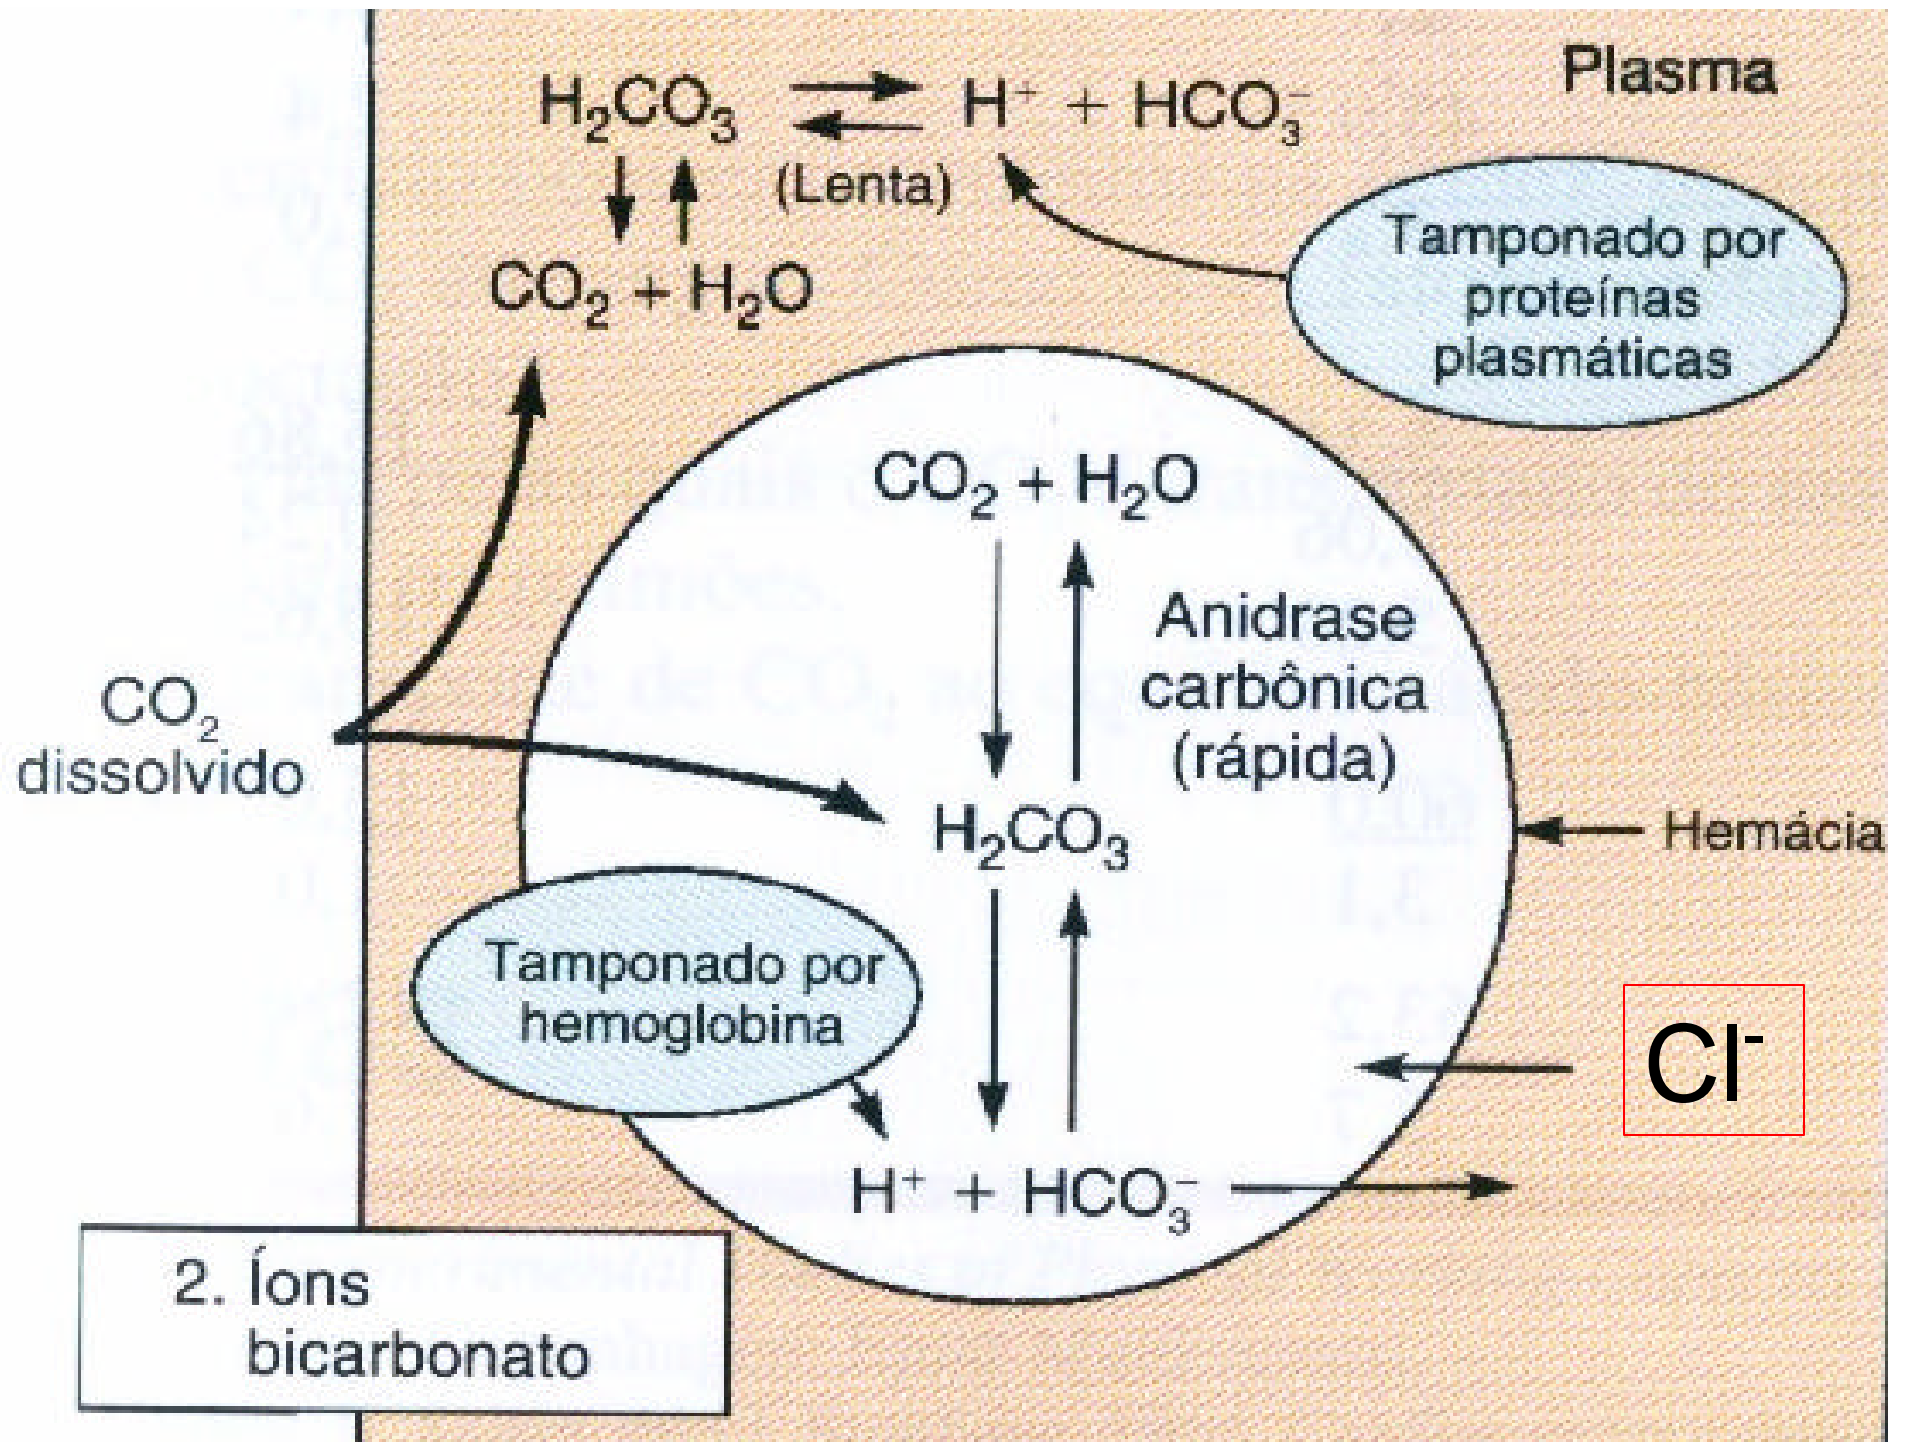 Plasma
H₂CO₃ ⇌ H⁺ + HCO₃⁻
(Lenta)
CO₂ + H₂O
Tamponado por
proteínas
plasmáticas
CO₂ + H₂O
Anidrase
carbônica
(rápida)
CO₂
dissolvido
H₂CO₃
Hemácia
Tamponado por
hemoglobina
Cl⁻
H⁺ + HCO₃⁻
2. Íons
bicarbonato